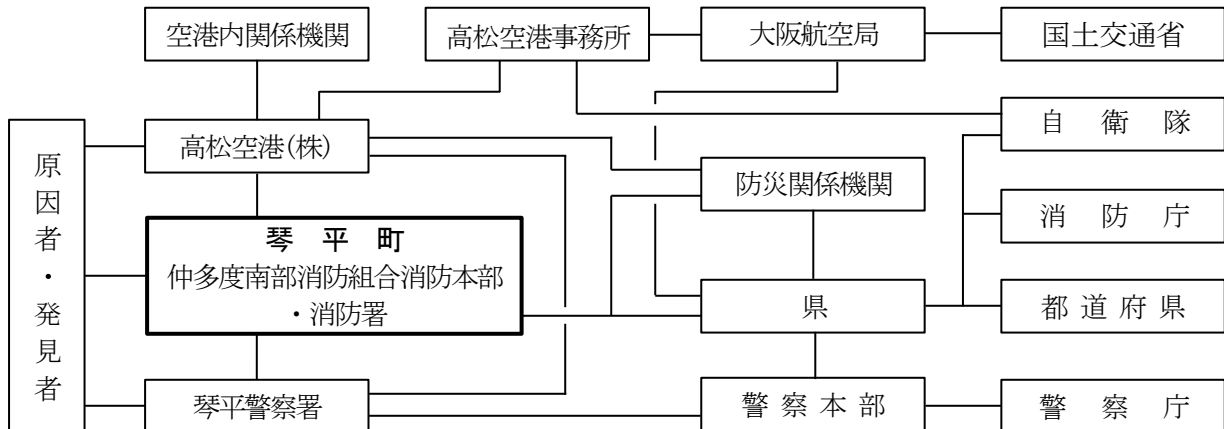 空港内関係機関
高松空港事務所
大阪航空局
国土交通省
自衛隊
原因者・発見者
高松空港(株)
防災関係機関
消防庁
琴平町
仲多度南部消防組合消防本部
・消防署
県
都道府県
琴平警察署
警察本部
警察庁